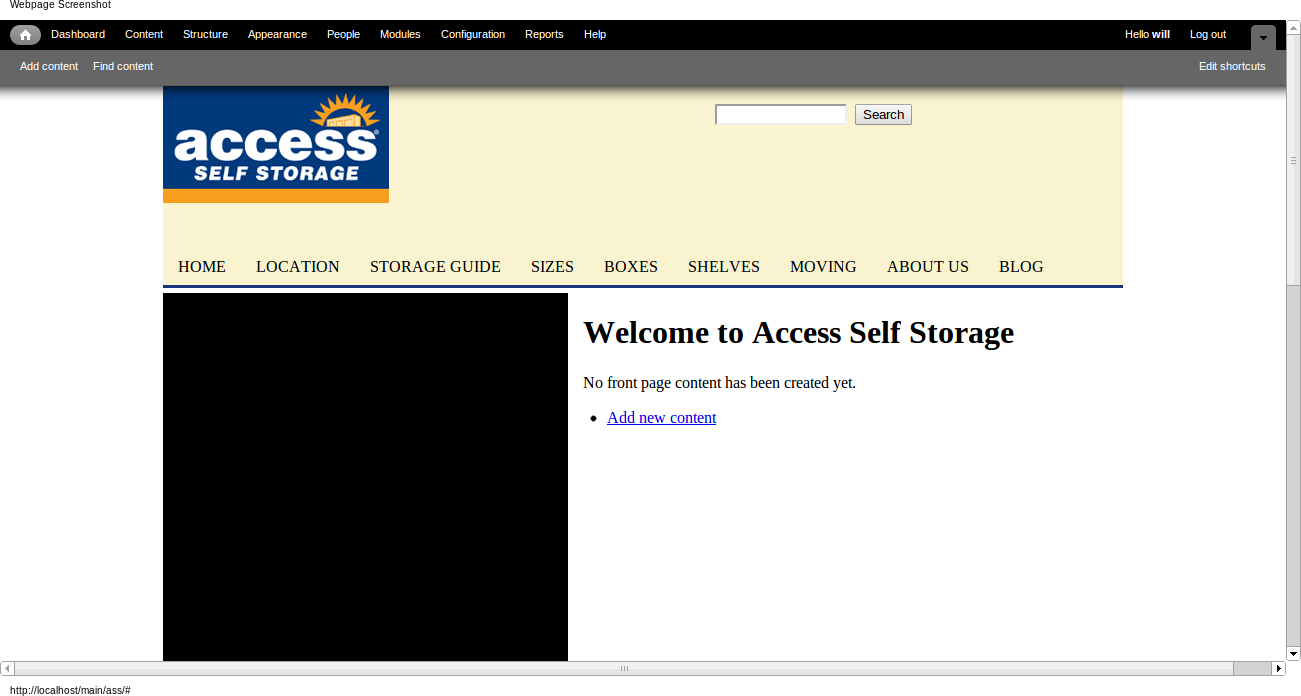 Webpage Screenshot
Dashboard Content Structure Appearance People Modules Configuration Reports Help Hello will Log out
Add content Find content Edit shortcuts
access®
SELF STORAGE
Search
HOME LOCATION STORAGE GUIDE SIZES BOXES SHELVES MOVING ABOUT US BLOG
Welcome to Access Self Storage
No front page content has been created yet.
Add new content
http://localhost/main/ass/#